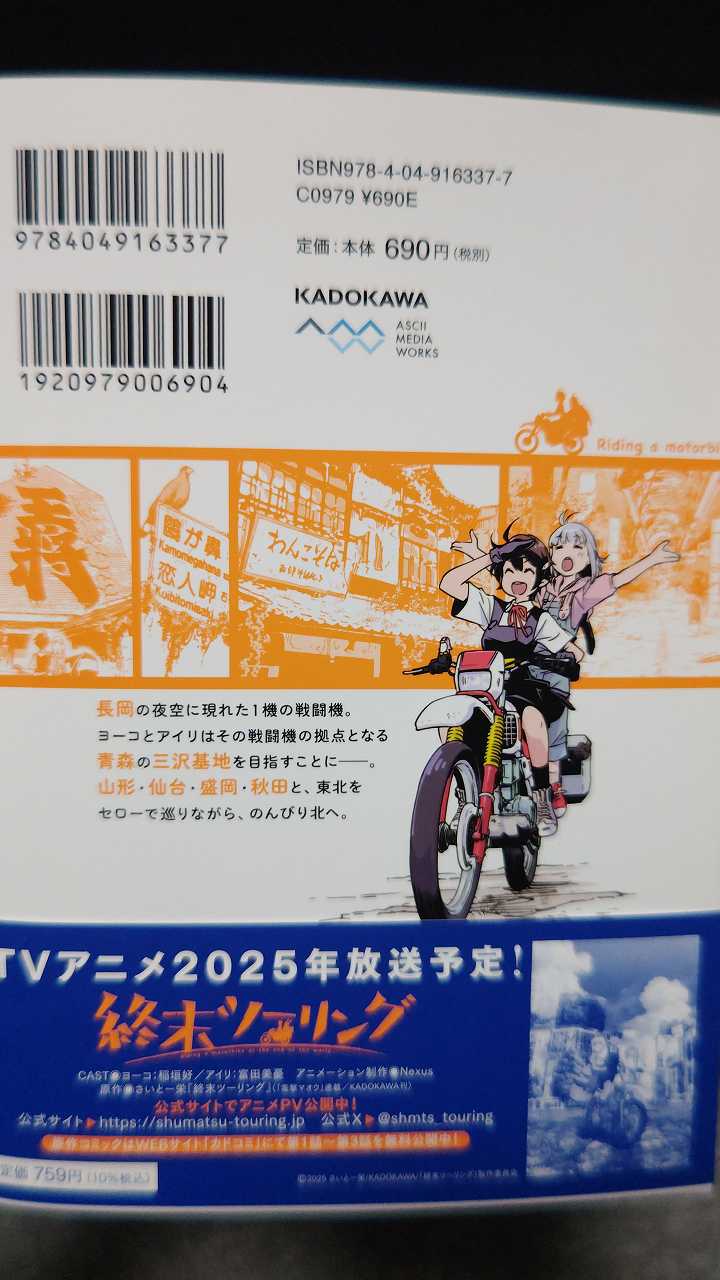 ISBN978-4-04-916337-7
C0979 ¥690E
9784049163377
定価:本体 690円(税別)
KADOKAWA
ASCII
MEDIA
WORKS
1920979006904
Riding a motorbi
王将
鷗が鼻
Kamomegahana
恋人岬
Koibitomisaki
わんこそば
長岡の夜空に現れた1機の戦闘機。
ヨーコとアイリはその戦闘機の拠点となる
青森の三沢基地を目指すことに――。
山形・仙台・盛岡・秋田と、東北を
セローで巡りながら、のんびり北へ。
TVアニメ2025年放送予定!
終末ツーリング
Riding a motorbike at the end of the world.
CAST●ヨーコ:稲垣好/アイリ:富田美憂 アニメーション制作●Nexus
原作●さいとー栄『終末ツーリング』(「電撃マオウ」連載/KADOKAWA刊)
公式サイトでアニメPV公開中!
公式サイト▶https://shumatsu-touring.jp 公式X▶@shmts_touring
原作コミックはWEBサイト「カドコミ」にて第1話~第3話を無料公開中!
定価 759円(10%税込)
©2025 さいとー栄/KADOKAWA/「終末ツーリング」製作委員会